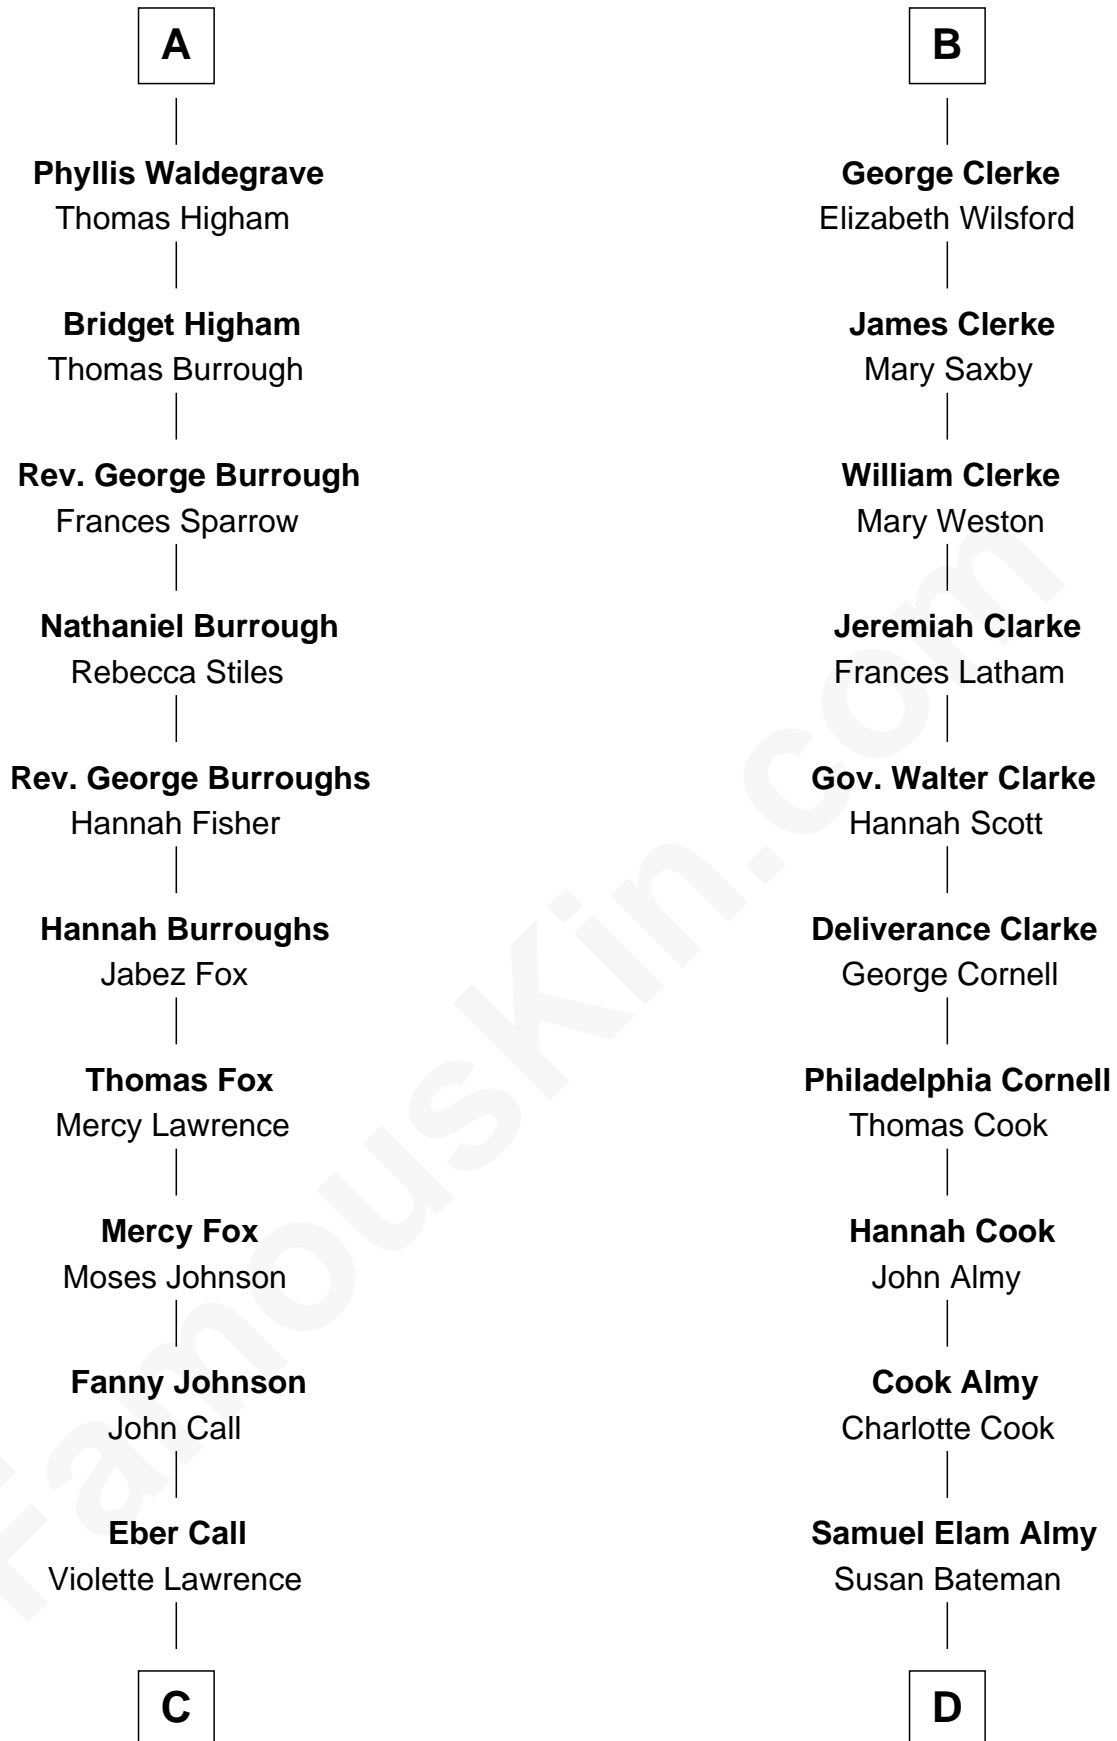 A
Phyllis Waldegrave
Thomas Higham
Bridget Higham
Thomas Burrough
Rev. George Burrough
Frances Sparrow
Nathaniel Burrough
Rebecca Stiles
Rev. George Burroughs
Hannah Fisher
Hannah Burroughs
Jabez Fox
Thomas Fox
Mercy Lawrence
Mercy Fox
Moses Johnson
Fanny Johnson
John Call
Eber Call
Violette Lawrence
C
B
George Clerke
Elizabeth Wilsford
James Clerke
Mary Saxby
William Clerke
Mary Weston
Jeremiah Clarke
Frances Latham
Gov. Walter Clarke
Hannah Scott
Deliverance Clarke
George Cornell
Philadelphia Cornell
Thomas Cook
Hannah Cook
John Almy
Cook Almy
Charlotte Cook
Samuel Elam Almy
Susan Bateman
D
FamousKin.com